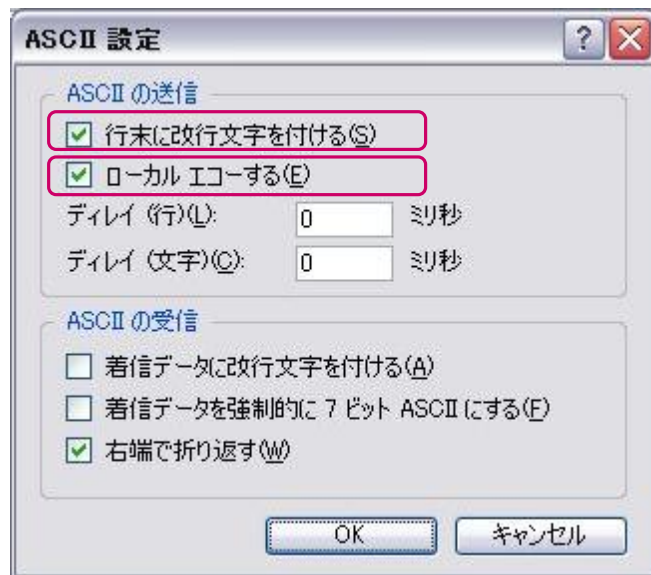 ASCII 設定
ASCII の送信
行末に改行文字を付ける(S)
ローカル エコーする(E)
ディレイ (行)(L): 0 ミリ秒
ディレイ (文字)(C): 0 ミリ秒
ASCII の受信
着信データに改行文字を付ける(A)
着信データを強制的に 7 ビット ASCII にする(F)
右端で折り返す(W)
OK キャンセル